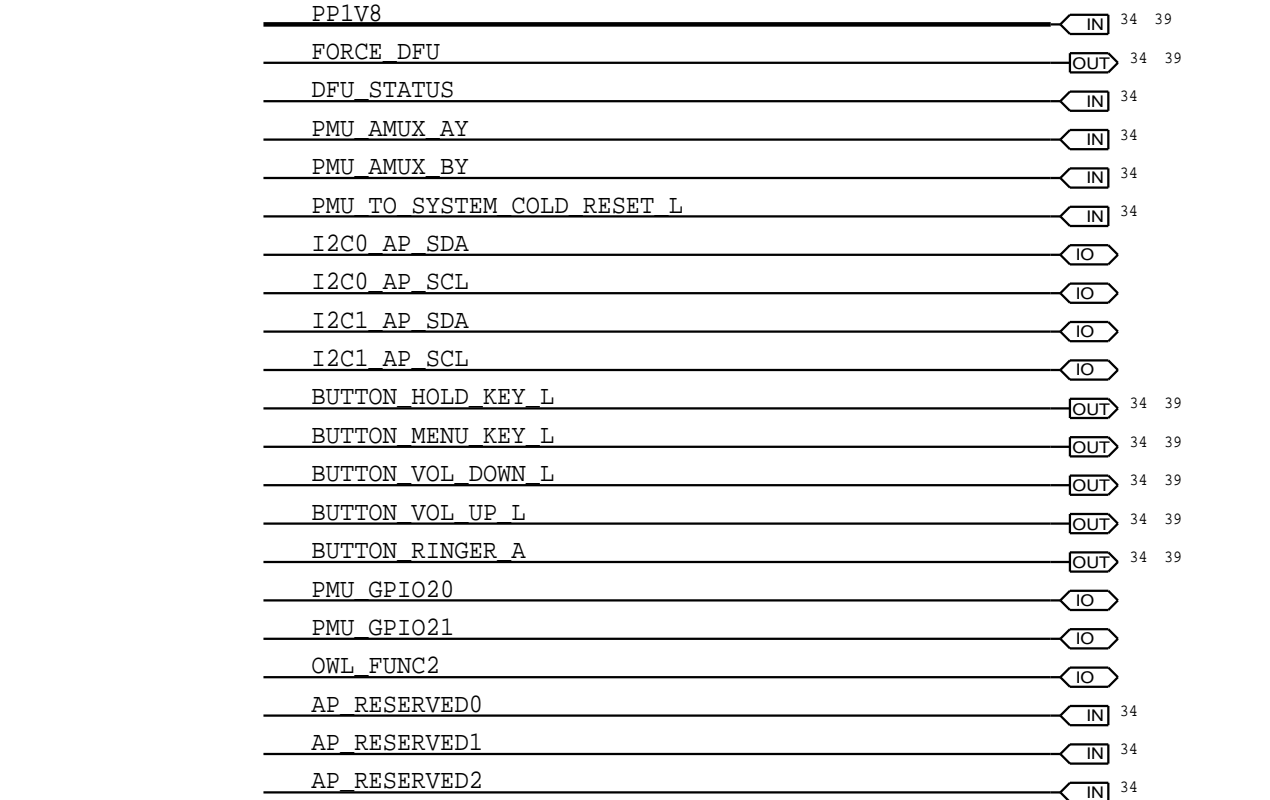 PP1V8 IN 34 39
FORCE_DFU OUT 34 39
DFU_STATUS IN 34
PMU_AMUX_AY IN 34
PMU_AMUX_BY IN 34
PMU_TO_SYSTEM_COLD_RESET_L IN 34
I2C0_AP_SDA IO
I2C0_AP_SCL IO
I2C1_AP_SDA IO
I2C1_AP_SCL IO
BUTTON_HOLD_KEY_L OUT 34 39
BUTTON_MENU_KEY_L OUT 34 39
BUTTON_VOL_DOWN_L OUT 34 39
BUTTON_VOL_UP_L OUT 34 39
BUTTON_RINGER_A OUT 34 39
PMU_GPIO20 IO
PMU_GPIO21 IO
OWL_FUNC2 IO
AP_RESERVED0 IN 34
AP_RESERVED1 IN 34
AP_RESERVED2 IN 34